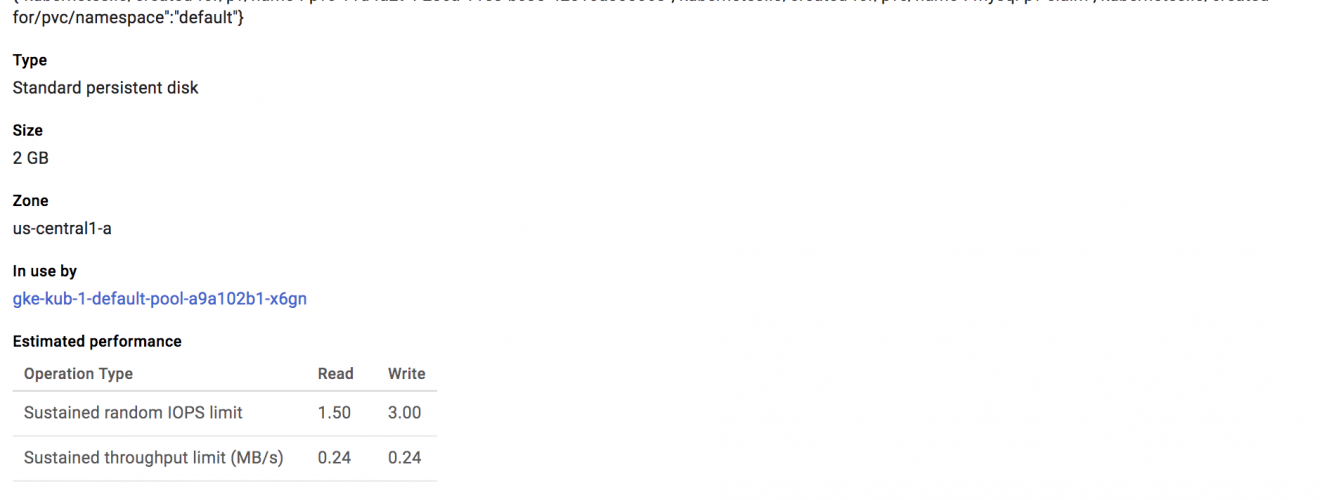 for/pvc/namespace":"default"}
Type
Standard persistent disk
Size
2 GB
Zone
us-central1-a
In use by
gke-kub-1-default-pool-a9a102b1-x6gn
Estimated performance
Operation Type Read Write
Sustained random IOPS limit 1.50 3.00
Sustained throughput limit (MB/s) 0.24 0.24